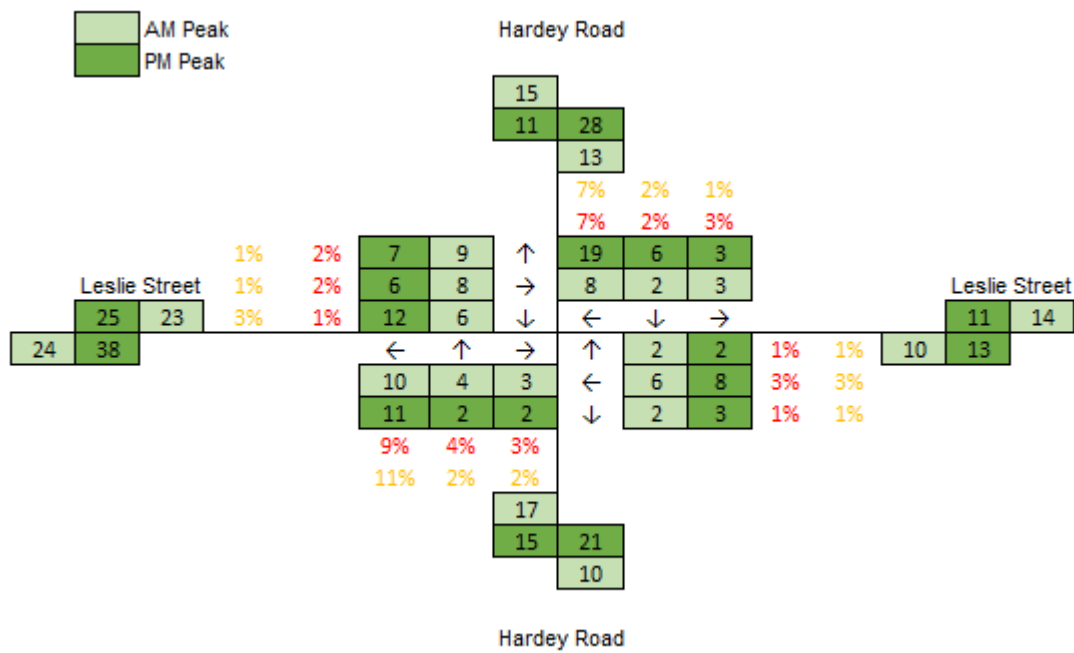 AM Peak Hardey Road
PM Peak
15
11 28
13
7% 2% 1%
7% 2% 3%
1% 2% 7 9 ↑ 19 6 3
Leslie Street 1% 2% 6 8 → 8 2 3 Leslie Street
25 23 3% 1% 12 6 ↓ ← ↓ → 11 14
24 38 ← ↑ → ↑ 2 2 1% 1% 10 13
10 4 3 ← 6 8 3% 3%
11 2 2 ↓ 2 3 1% 1%
9% 4% 3%
11% 2% 2%
17
15 21
10
Hardey Road